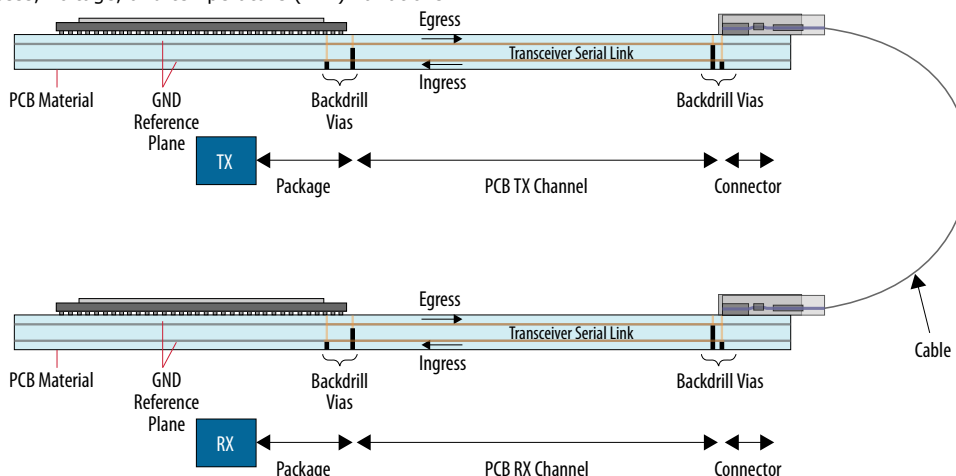 Egress
Transceiver Serial Link
Ingress
PCB Material
GND
Reference
Plane
Backdrill
Vias
Backdrill Vias
TX
Package
PCB TX Channel
Connector
Egress
Transceiver Serial Link
Ingress
Cable
PCB Material
GND
Reference
Plane
Backdrill
Vias
Backdrill Vias
RX
Package
PCB RX Channel
Connector